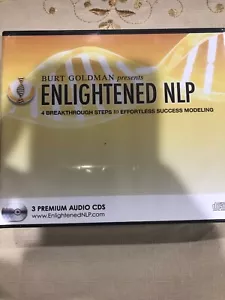 BURT GOLDMAN presents
ENLIGHTENED NLP
4 BREAKTHROUGH STEPS to EFFORTLESS SUCCESS MODELING
3 PREMIUM AUDIO CDS
www.EnlightenedNLP.com